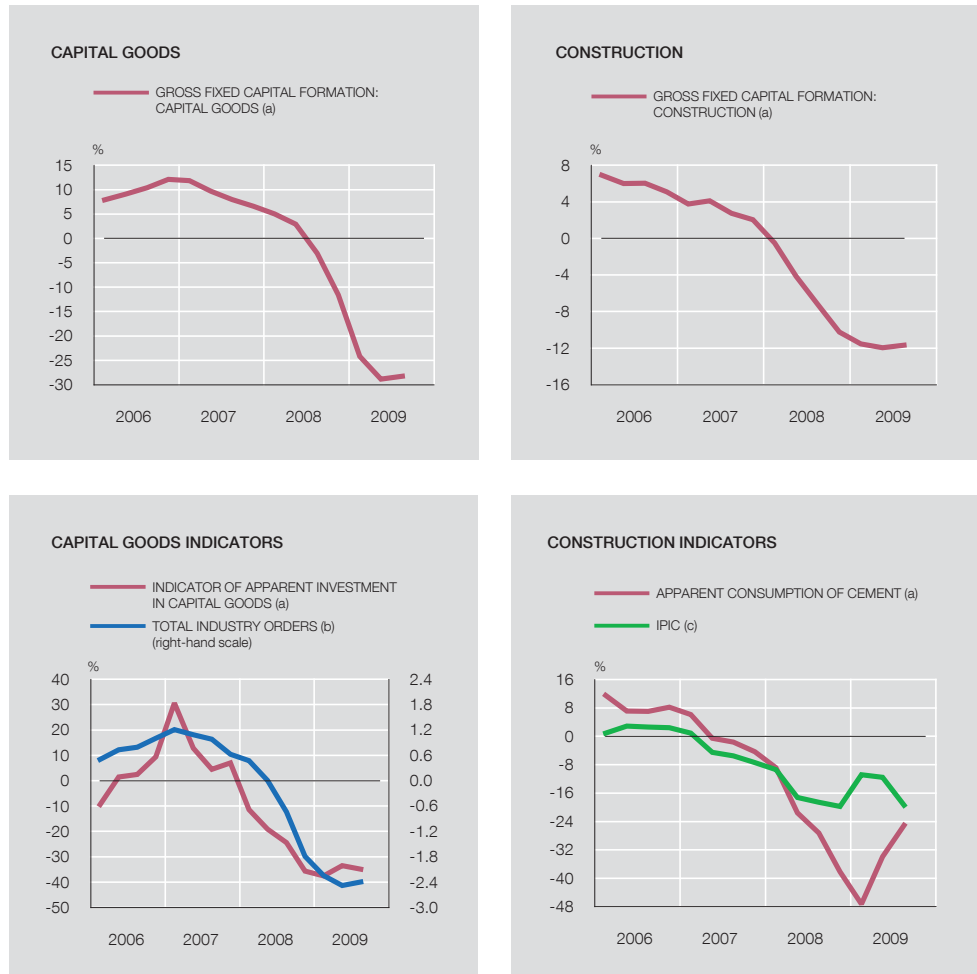 CAPITAL GOODS
GROSS FIXED CAPITAL FORMATION:
CAPITAL GOODS (a)
%
15
10
5
0
-5
-10
-15
-20
-25
-30
2006 2007 2008 2009
CONSTRUCTION
GROSS FIXED CAPITAL FORMATION:
CONSTRUCTION (a)
%
8
4
0
-4
-8
-12
-16
2006 2007 2008 2009
CAPITAL GOODS INDICATORS
INDICATOR OF APPARENT INVESTMENT
IN CAPITAL GOODS (a)
TOTAL INDUSTRY ORDERS (b)
(right-hand scale)
%
40 2.4
30 1.8
20 1.2
10 0.6
0 0.0
-10 -0.6
-20 -1.2
-30 -1.8
-40 -2.4
-50 -3.0
2006 2007 2008 2009
CONSTRUCTION INDICATORS
APPARENT CONSUMPTION OF CEMENT (a)
IPIC (c)
%
16
8
0
-8
-16
-24
-32
-40
-48
2006 2007 2008 2009